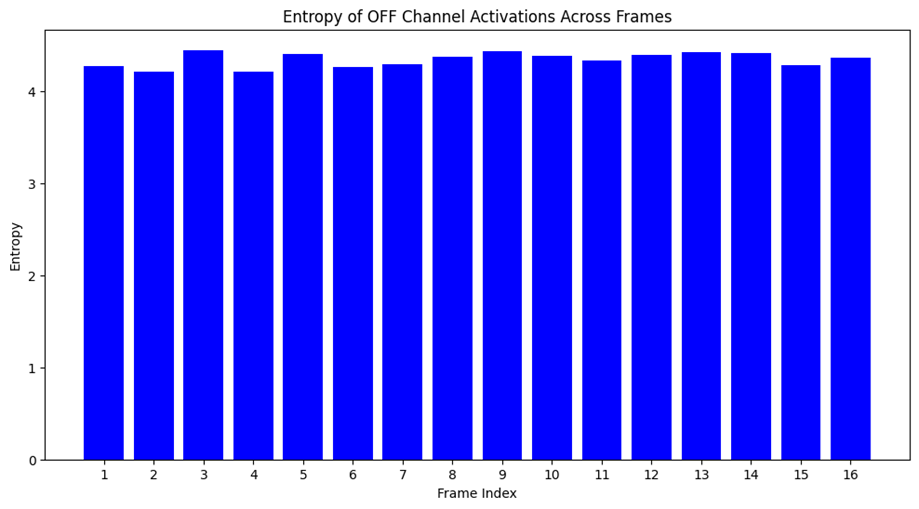 Entropy of OFF Channel Activations Across Frames
4
3
2
1
0
Entropy
1 2 3 4 5 6 7 8 9 10 11 12 13 14 15 16
Frame Index